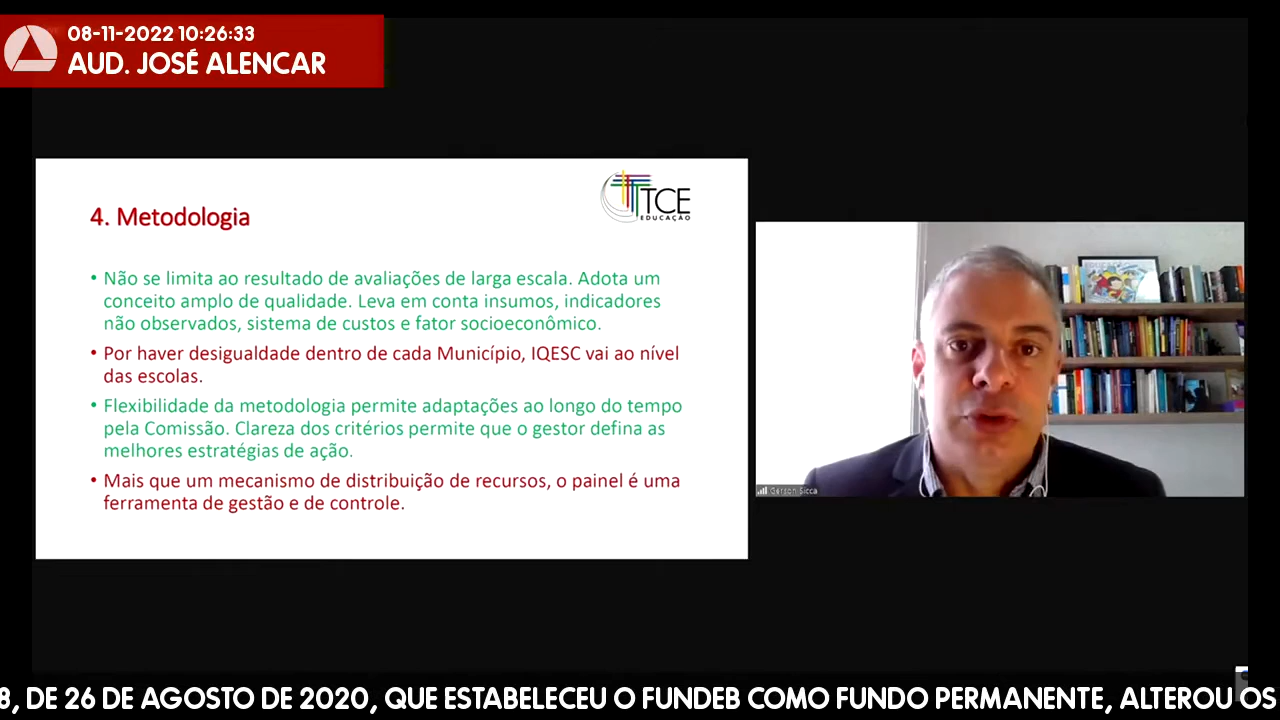 08-11-2022 10:26:33
AUD. JOSÉ ALENCAR
TCE
EDUCAÇÃO
4. Metodologia
• Não se limita ao resultado de avaliações de larga escala. Adota um
conceito amplo de qualidade. Leva em conta insumos, indicadores
não observados, sistema de custos e fator socioeconômico.
• Por haver desigualdade dentro de cada Município, IQESC vai ao nível
das escolas.
• Flexibilidade da metodologia permite adaptações ao longo do tempo
pela Comissão. Clareza dos critérios permite que o gestor defina as
melhores estratégias de ação.
• Mais que um mecanismo de distribuição de recursos, o painel é uma
ferramenta de gestão e de controle.
Gerson Sicca
8, DE 26 DE AGOSTO DE 2020, QUE ESTABELECEU O FUNDEB COMO FUNDO PERMANENTE, ALTEROU OS